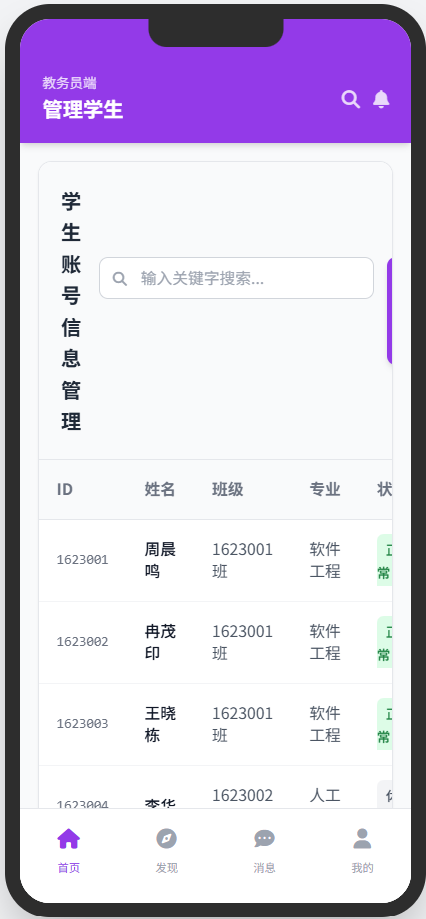 教务员端
管理学生
学
生
账
号
信
息
管
理
输入关键字搜索...
ID 姓名 班级 专业 状
1623001 周晨鸣 1623001班 软件工程 正常
1623002 冉茂印 1623001班 软件工程 正常
1623003 王晓栋 1623001班 软件工程 正常
1623004 李华 1623002 人工
首页 发现 消息 我的